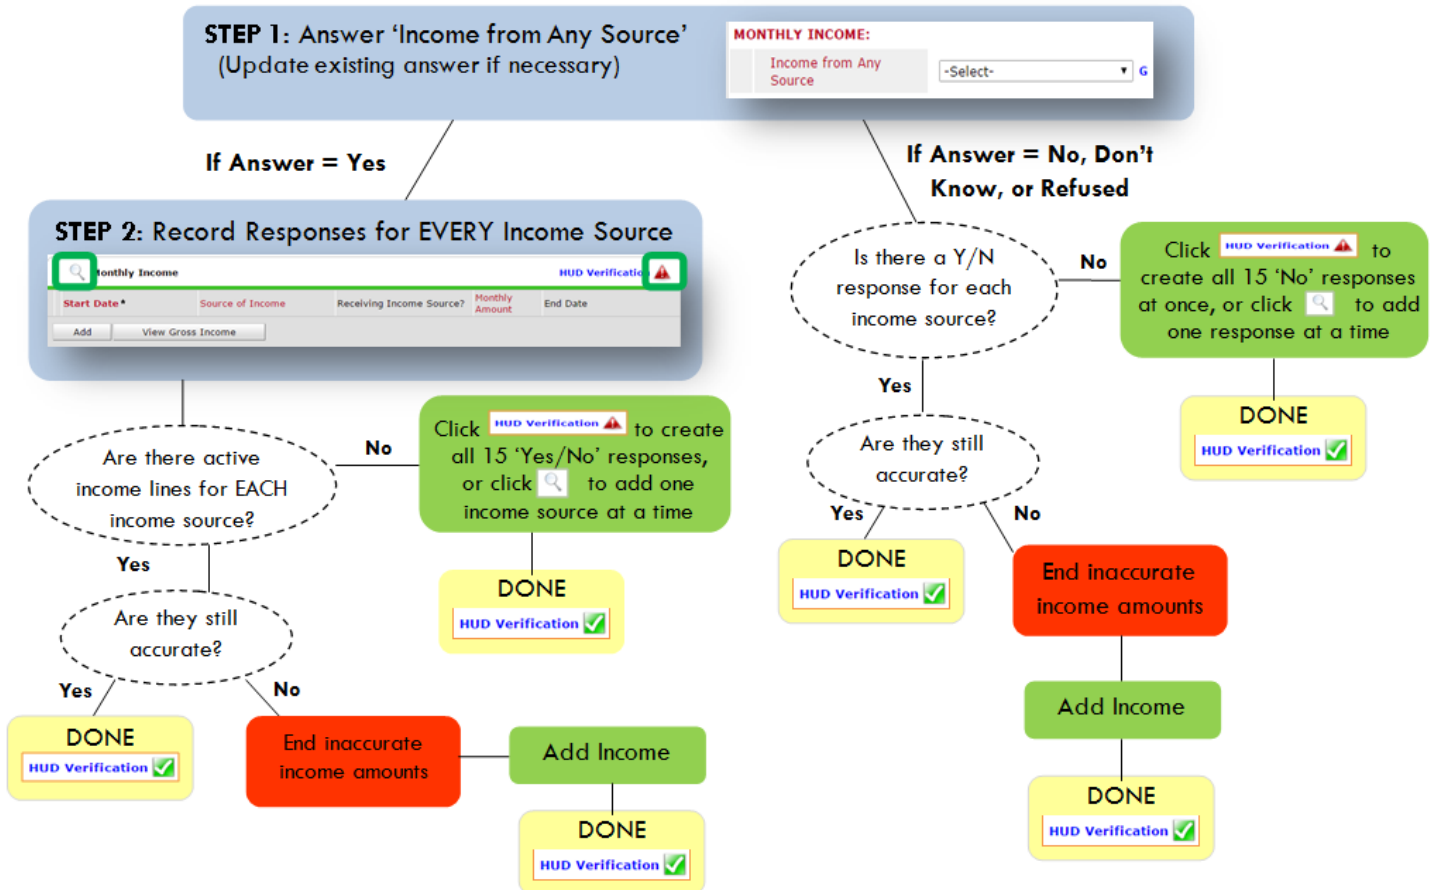 STEP 1: Answer ‘Income from Any Source’
(Update existing answer if necessary)
MONTHLY INCOME:
Income from Any
Source
-Select-
G
If Answer = Yes
If Answer = No, Don’t
Know, or Refused
STEP 2: Record Responses for EVERY Income Source
Monthly Income
HUD Verification
Start Date*
Source of Income
Receiving Income Source?
Monthly
Amount
End Date
Add
View Gross Income
Is there a Y/N
response for each
income source?
No
Click HUD Verification to
create all 15 ‘No’ responses
at once, or click to add
one response at a time
Yes
DONE
HUD Verification
Are they still
accurate?
Yes
No
DONE
HUD Verification
End inaccurate
income amounts
Add Income
DONE
HUD Verification
Are there active
income lines for EACH
income source?
No
Click HUD Verification to create
all 15 ‘Yes/No’ responses,
or click to add one
income source at a time
DONE
HUD Verification
Yes
Are they still
accurate?
Yes
No
DONE
HUD Verification
End inaccurate
income amounts
Add Income
DONE
HUD Verification